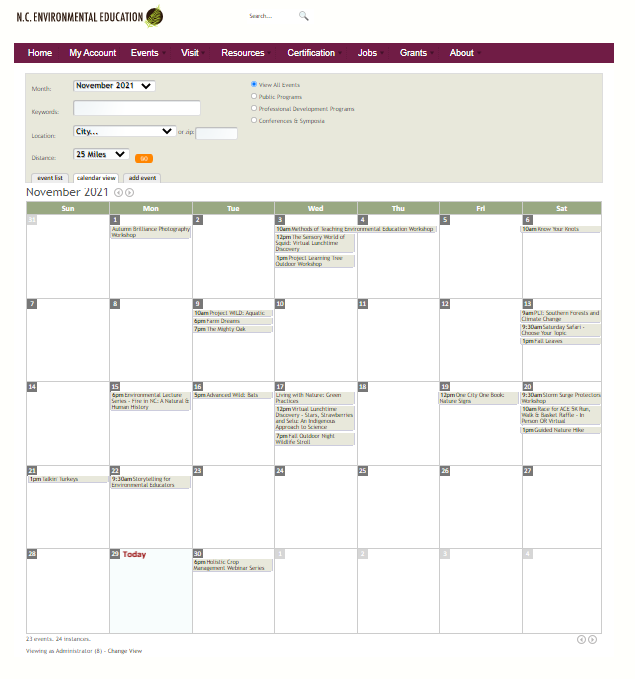 N.C. ENVIRONMENTAL EDUCATION
Search...
Home My Account Events Visit Resources Certification Jobs Grants About
Month: November 2021
Keywords:
Location: City... or zip:
Distance: 25 Miles GO
View All Events
Public Programs
Professional Development Programs
Conferences & Symposia
event list calendar view add event
November 2021
Sun Mon Tue Wed Thu Fri Sat
31 1 2 3 4 5 6
Autumn Brilliance Photography
Workshop
10am Methods of Teaching Environmental Education Workshop
12pm The Sensory World of
Squid: Virtual Lunchtime
Discovery
1pm Project Learning Tree
Outdoor Workshop
10am Know Your Knots
7 8 9 10 11 12 13
10am Project WILD: Aquatic
6pm Farm Dreams
7pm The Mighty Oak
9am PLT: Southern Forests and
Climate Change
9:30am Saturday Safari -
Choose Your Topic
1pm Fall Leaves
14 15 16 17 18 19 20
6pm Environmental Lecture
Series - Fire in NC: A Natural &
Human History
5pm Advanced Wild: Bats
Living with Nature: Green
Practices
12pm Virtual Lunchtime
Discovery - Stars, Strawberries
and Selu: An Indigenous
Approach to Science
7pm Fall Outdoor Night
Wildlife Stroll
12pm One City One Book:
Nature Signs
9:30am Storm Surge Protection
Workshop
10am Race for ACE 5K Run,
Walk & Basket Raffle - In
Person OR Virtual
1pm Guided Nature Hike
21 22 23 24 25 26 27
1pm Talkin' Turkeys
9:30am Storytelling for
Environmental Educators
28 29 Today 30 1 2 3 4
6pm Holistic Crop
Management Webinar Series
23 events. 24 instances.
Viewing as Administrator (8) - Change View